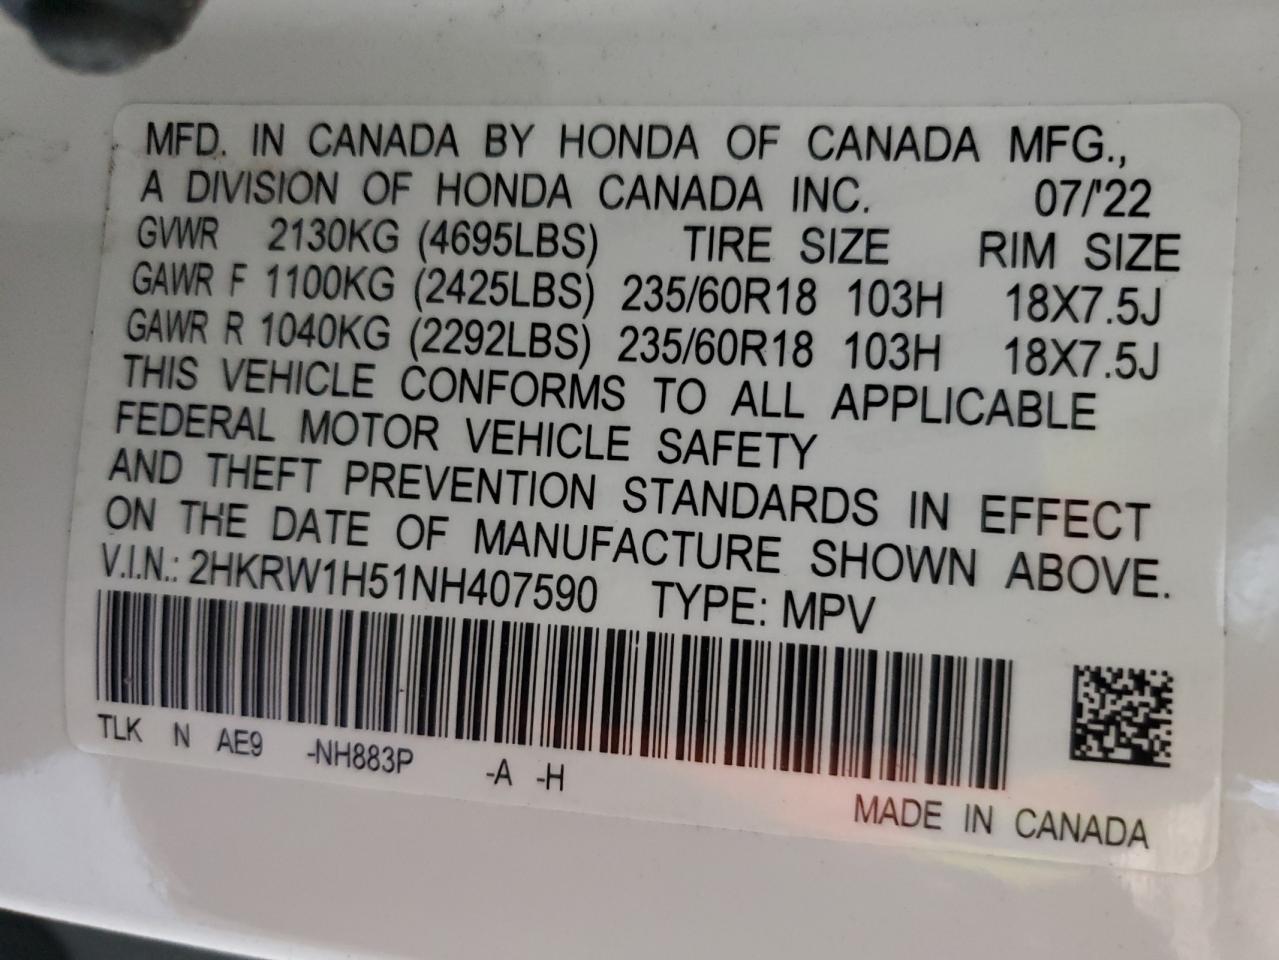 MFD. IN CANADA BY HONDA OF CANADA MFG.,
A DIVISION OF HONDA CANADA INC. 07/'22
GVWR 2130KG (4695LBS) TIRE SIZE RIM SIZE
GAWR F 1100KG (2425LBS) 235/60R18 103H 18X7.5J
GAWR R 1040KG (2292LBS) 235/60R18 103H 18X7.5J
THIS VEHICLE CONFORMS TO ALL APPLICABLE
FEDERAL MOTOR VEHICLE SAFETY
AND THEFT PREVENTION STANDARDS IN EFFECT
ON THE DATE OF MANUFACTURE SHOWN ABOVE.
V.I.N.: 2HKRW1H51NH407590 TYPE: MPV
TLK N AE9 -NH883P -A -H
MADE IN CANADA